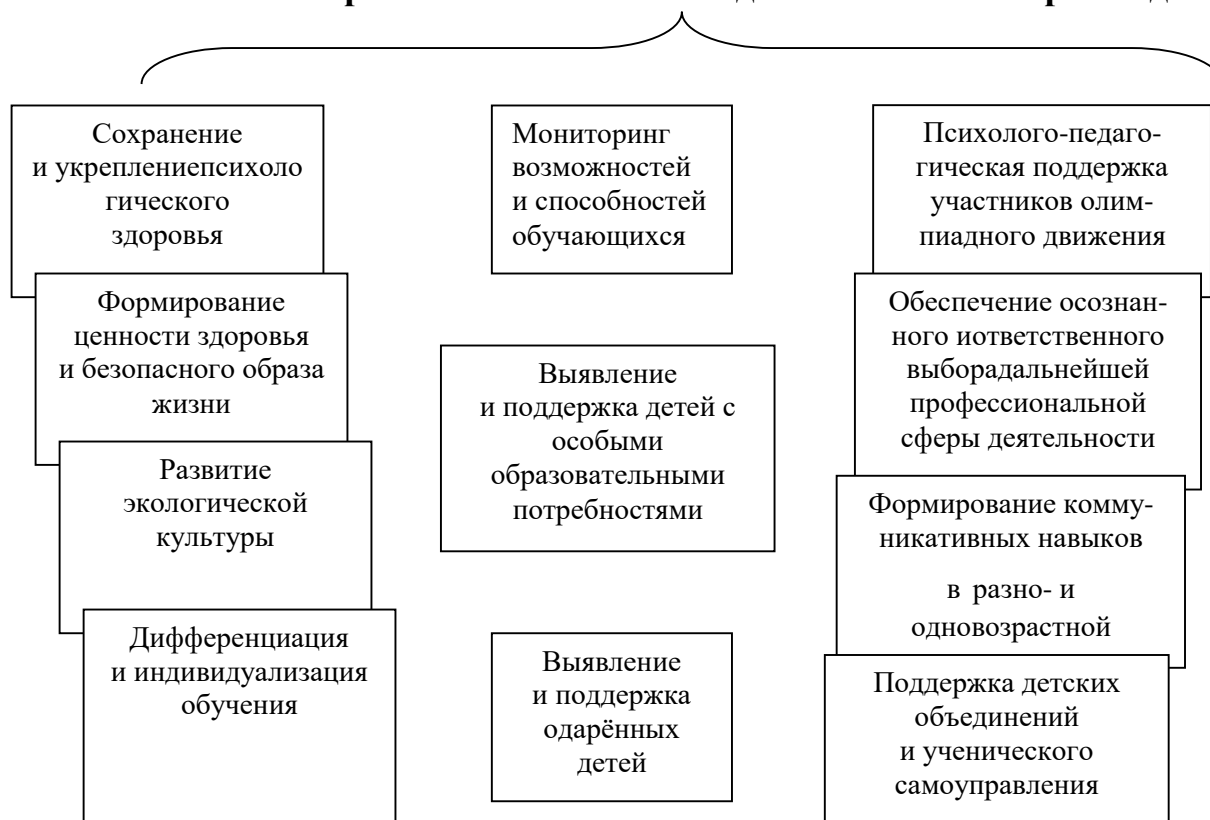 Сохранение
и укреплениепсихоло
гического
здоровья
Формирование
ценности здоровья
и безопасного образа
жизни
Развитие
экологической
культуры
Дифференциация
и индивидуализация
обучения
Мониторинг
возможностей
и способностей
обучающихся
Выявление
и поддержка детей с
особыми
образовательными
потребностями
Выявление
и поддержка
одарённых
детей
Психолого-педаго-
гическая поддержка
участников олим-
пиадного движения
Обеспечение осознан-
ного иответственного
выборадальнейшей
профессиональной
сферы деятельности
Формирование комму-
никативных навыков
в разно- и
одновозрастной
Поддержка детских
объединений
и ученического
самоуправления